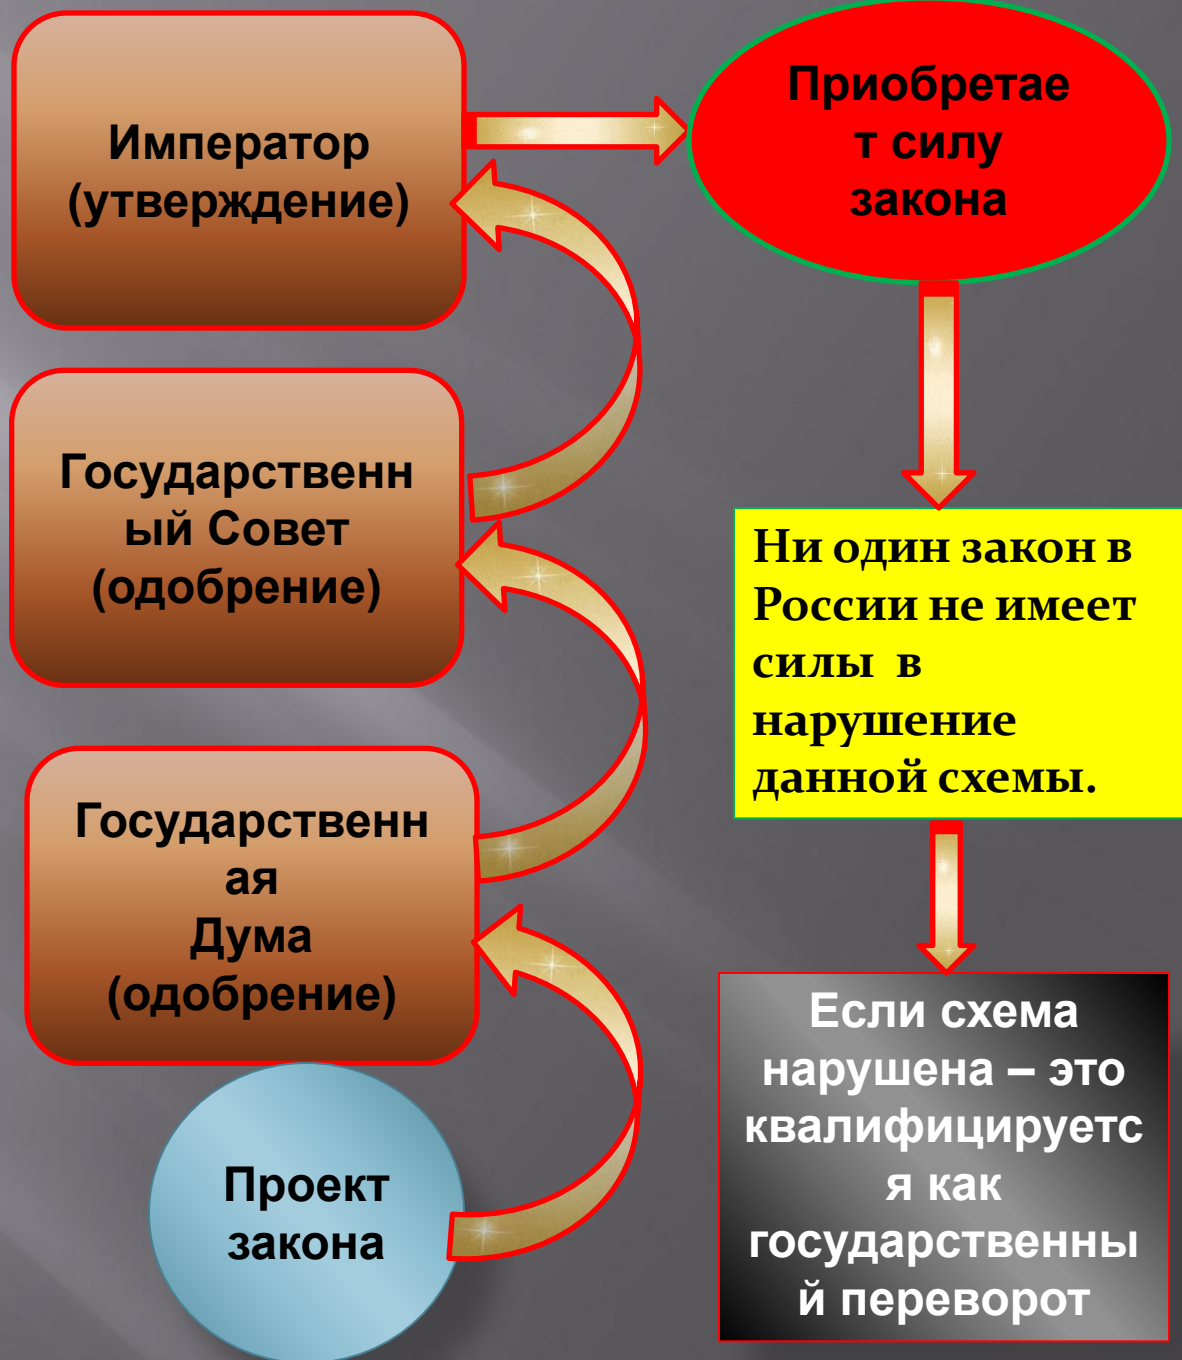 Император
(утверждение)
Приобретае
т силу
закона
Государственн
ый Совет
(одобрение)
Ни один закон в
России не имеет
силы в
нарушение
данной схемы.
Государственн
ая
Дума
(одобрение)
Если схема
нарушена – это
квалифицируетс
я как
государственны
й переворот
Проект
закона